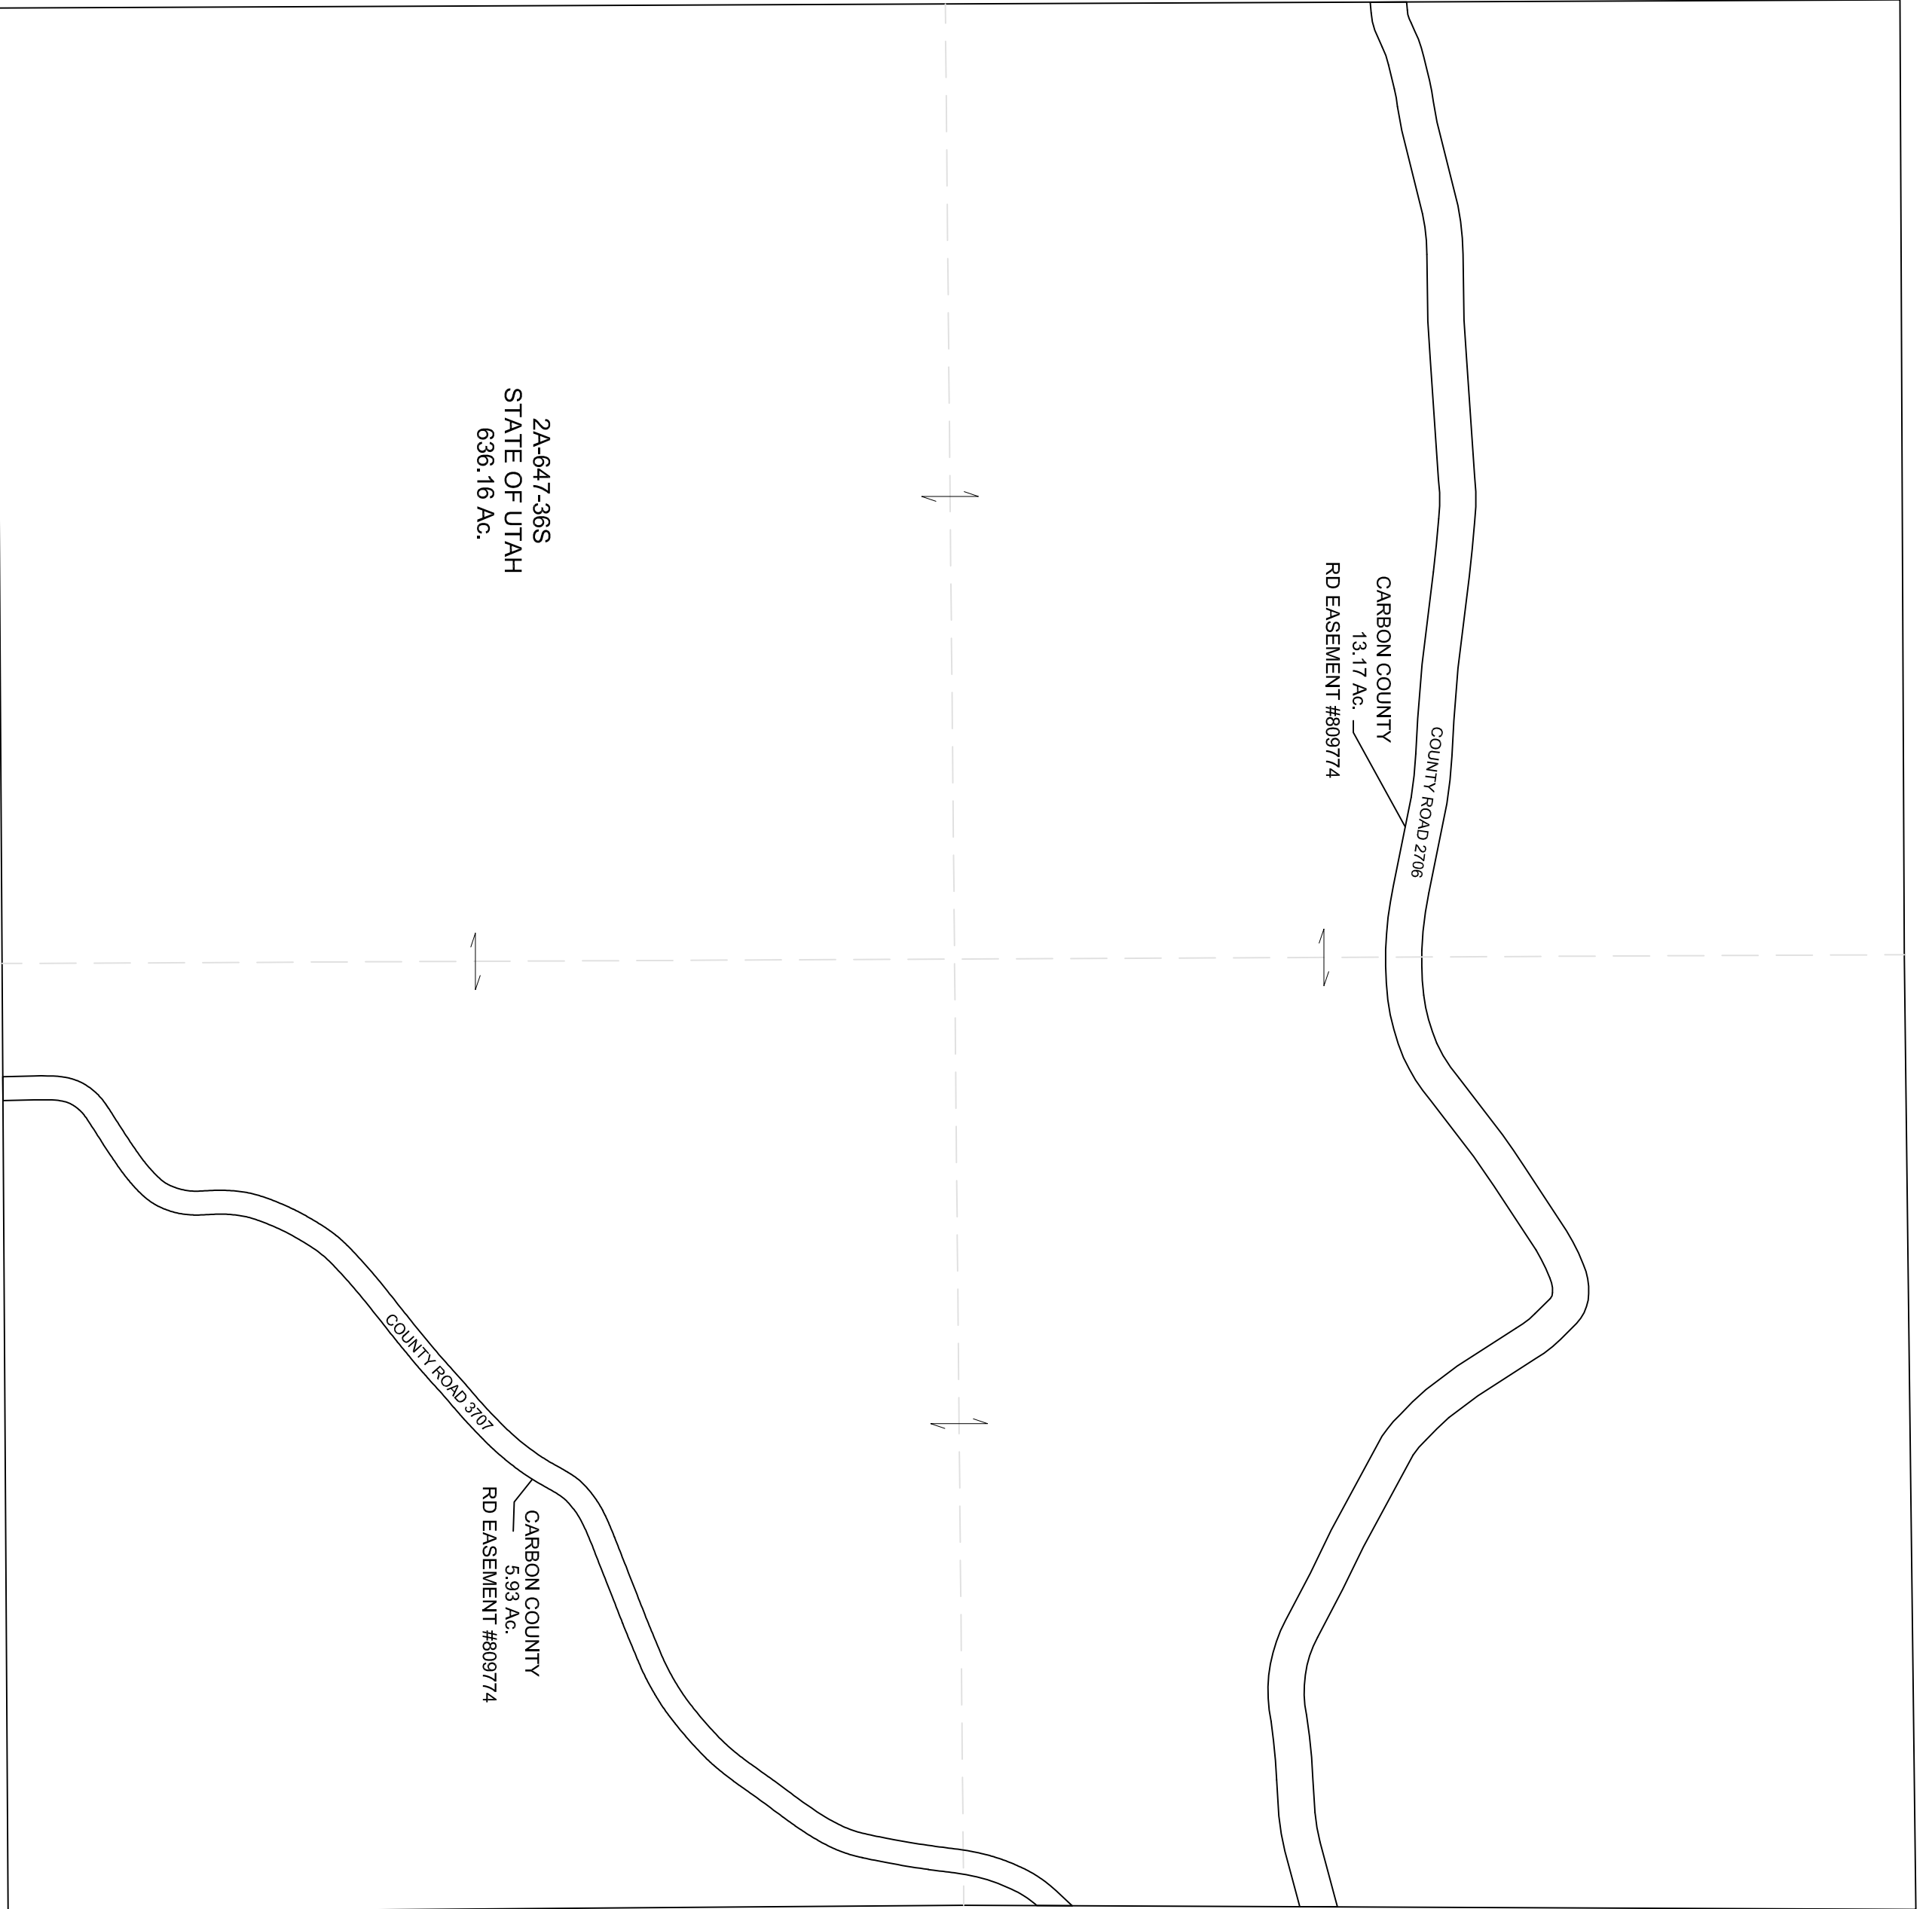 2A-647-36S
STATE OF UTAH
636.16 Ac.
CARBON COUNTY
13.17 Ac.
RD EASEMENT #809774
COUNTY ROAD 2706
COUNTY ROAD 3707
CARBON COUNTY
5.93 Ac.
RD EASEMENT #809774